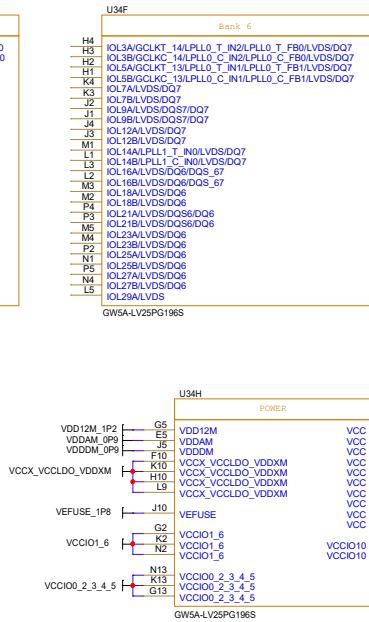 U34F
Bank 6
H4 IOL3A/GCLKT_14/LPLL0_T_IN2/LPLL0_T_FB0/LVDS/DQ7
H3 IOL3B/GCLKC_14/LPLL0_C_IN2/LPLL0_C_FB0/LVDS/DQ7
H2 IOL5A/GCLKT_13/LPLL0_T_IN1/LPLL0_T_FB1/LVDS/DQ7
H1 IOL5B/GCLKC_13/LPLL0_C_IN1/LPLL0_C_FB1/LVDS/DQ7
K4 IOL7A/LVDS/DQ7
K3 IOL7B/LVDS/DQ7
J2 IOL9A/LVDS/DQS7/DQ7
J1 IOL9B/LVDS/DQS7/DQ7
J4 IOL12A/LVDS/DQ7
J3 IOL12B/LVDS/DQ7
M1 IOL14A/LPLL1_T_IN0/LVDS/DQ7
L1 IOL14B/LPLL1_C_IN0/LVDS/DQ7
L3 IOL16A/LVDS/DQ6/DQS_67
L2 IOL16B/LVDS/DQ6/DQS_67
M3 IOL18A/LVDS/DQ6
M2 IOL18B/LVDS/DQ6
P4 IOL21A/LVDS/DQS6/DQ6
P3 IOL21B/LVDS/DQS6/DQ6
M5 IOL23A/LVDS/DQ6
M4 IOL23B/LVDS/DQ6
P2 IOL25A/LVDS/DQ6
N1 IOL25B/LVDS/DQ6
P5 IOL27A/LVDS/DQ6
N4 IOL27B/LVDS/DQ6
L5 IOL29A/LVDS
GW5A-LV25PG196S
U34H
POWER
VDD12M_1P2 G5 VDD12M VCC
VDDAM_0P9 E5 VDDAM VCC
VDDDM_0P9 J5 VDDDM VCC
F10 VCCX_VCCLDO_VDDXM VCC
VCCX_VCCLDO_VDDXM K10 VCCX_VCCLDO_VDDXM VCC
H10 VCCX_VCCLDO_VDDXM VCC
L9 VCCX_VCCLDO_VDDXM VCC
VCC
VEFUSE_1P8 J10 VEFUSE VCC
VCC
G2 VCCIO1_6
VCCIO1_6 K2 VCCIO1_6 VCCIO10
N2 VCCIO1_6 VCCIO10
N13 VCCIO0_2_3_4_5
VCCIO0_2_3_4_5 K13 VCCIO0_2_3_4_5
G13 VCCIO0_2_3_4_5
GW5A-LV25PG196S